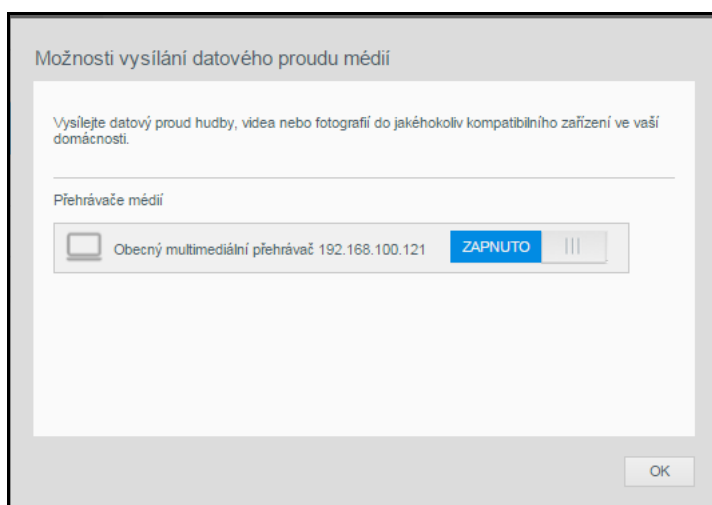 Možnosti vysílání datového proudu médií
Vysílejte datový proud hudby, videa nebo fotografií do jakéhokoliv kompatibilního zařízení ve vaší
domácnosti.
Přehrávače médií
Obecný multimediální přehrávač 192.168.100.121
ZAPNUTO
OK